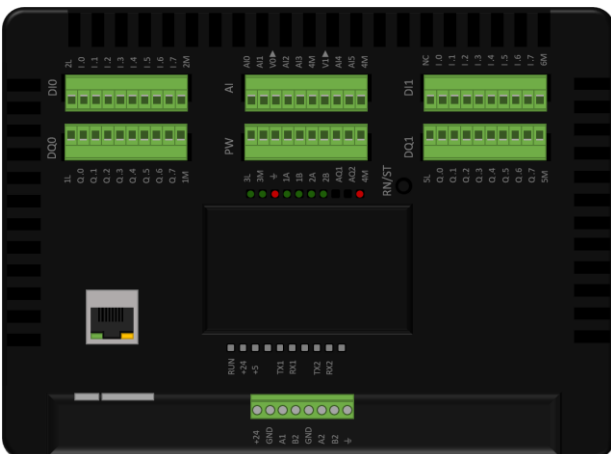 2L I.0 I.1 I.2 I.3 I.4 I.5 I.6 I.7 2M
DI0
AI0 AI1 V0▲ AI2 AI3 4M V1▲ AI4 AI5 4M
AI
NC I.0 I.1 I.2 I.3 I.4 I.5 I.6 I.7 6M
DI1
DQ0
1L Q.0 Q.1 Q.2 Q.3 Q.4 Q.5 Q.6 Q.7 1M
PW
3L 3M ⏚ 1A 1B 2A 2B AQ1 AQ2 4M
DQ1
5L Q.0 Q.1 Q.2 Q.3 Q.4 Q.5 Q.6 Q.7 5M
RN/ST
RUN +24 +5 TX1 RX1 TX2 RX2
+24 GND A1 B2 GND A2 B2 ⏚